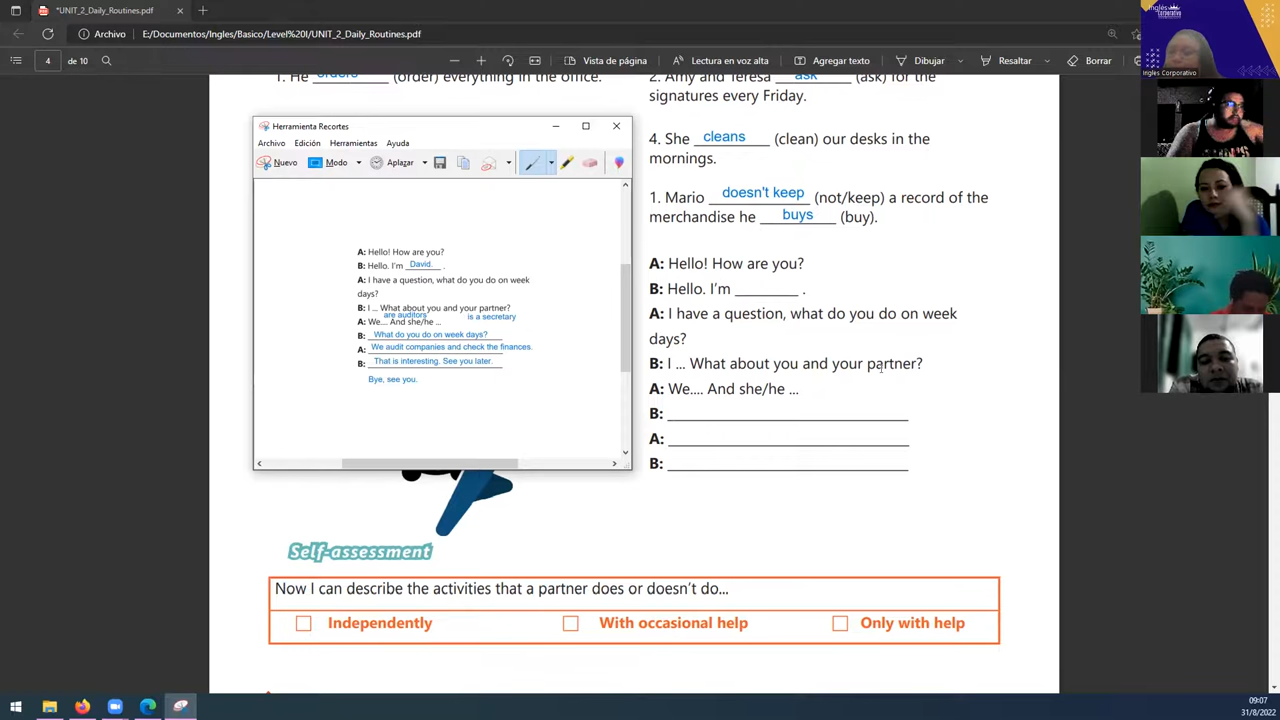 *UNIT_2_Daily_Routines.pdf
Archivo E:/Documentos/Ingles/Basico/Level%20I/UNIT_2_Daily_Routines.pdf
4 de 10 Vista de página Lectura en voz alta Agregar texto Dibujar Resaltar Borrar
1. He orders (order) everything in the office.
2. Amy and Teresa ask (ask) for the
signatures every Friday.
4. She cleans (clean) our desks in the
mornings.
1. Mario doesn't keep (not/keep) a record of the
merchandise he buys (buy).
A: Hello! How are you?
B: Hello. I'm ________ .
A: I have a question, what do you do on week
days?
B: I ... What about you and your partner?
A: We.... And she/he ...
B: ________
A: ________
B: ________
Herramienta Recortes
Archivo Edición Herramientas Ayuda
Nuevo Modo Aplazar
A: Hello! How are you?
B: Hello. I'm David. .
A: I have a question, what do you do on week
days?
B: I ... What about you and your partner?
are auditors is a secretary
A: We.... And she/he ...
B: What do you do on week days?
A: We audit companies and check the finances.
B: That is interesting. See you later.
Bye, see you.
Self-assessment
Now I can describe the activities that a partner does or doesn't do...
Independently With occasional help Only with help
Inglés
Corporativo
Ingles Corporativo
09:07
31/8/2022